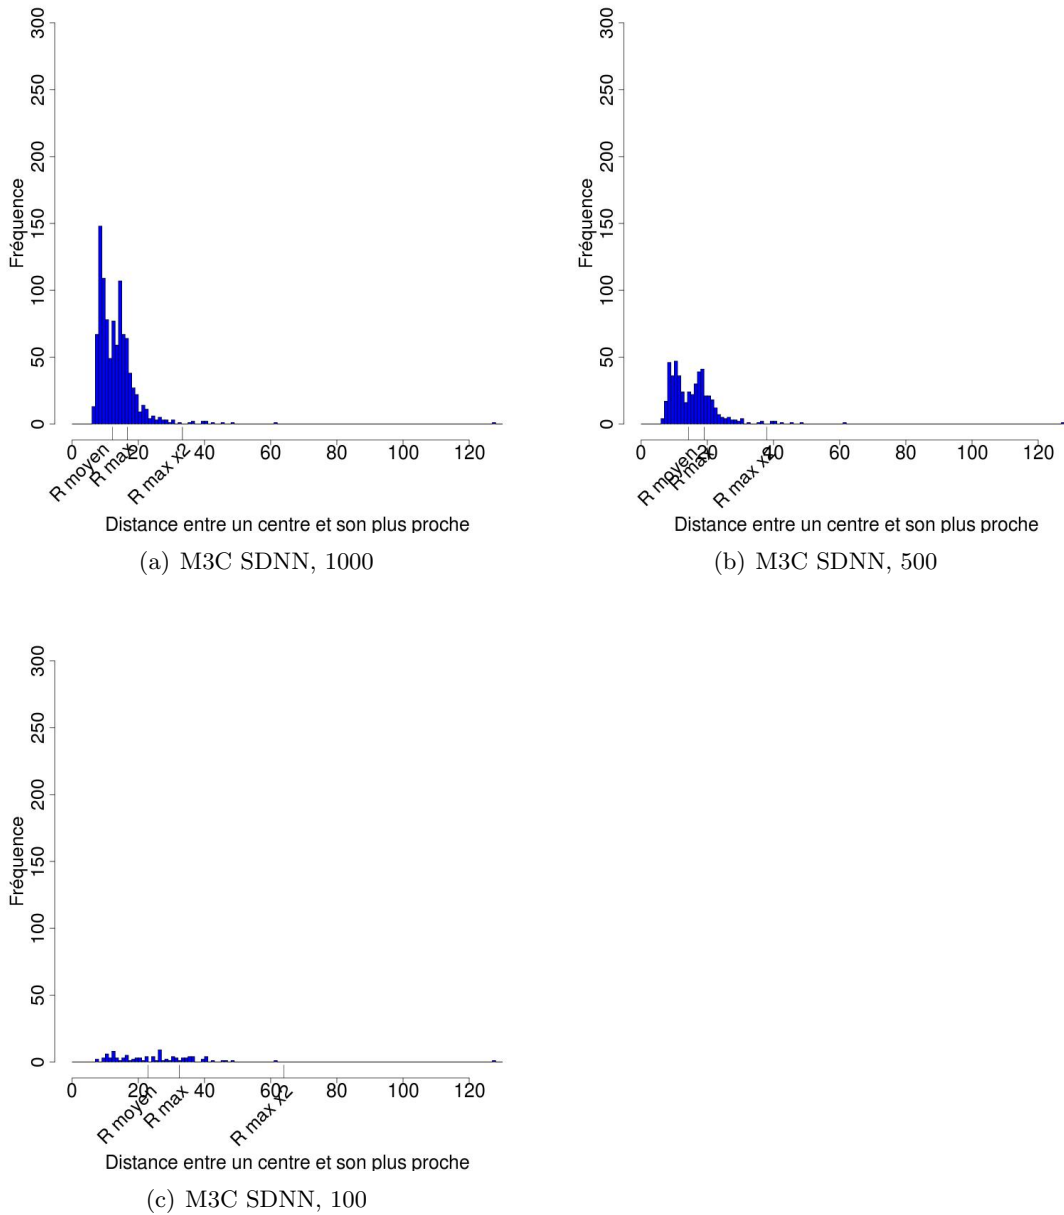 300
250
200
150
100
50
0
Fréquence
0 20 40 60 80 100 120
R moyen
R max
R max x2
Distance entre un centre et son plus proche
(a) M3C SDNN, 1000
300
250
200
150
100
50
0
Fréquence
0 20 40 60 80 100 120
R moyen
R max
R max x2
Distance entre un centre et son plus proche
(b) M3C SDNN, 500
300
250
200
150
100
50
0
Fréquence
0 20 40 60 80 100 120
R moyen
R max
R max x2
Distance entre un centre et son plus proche
(c) M3C SDNN, 100